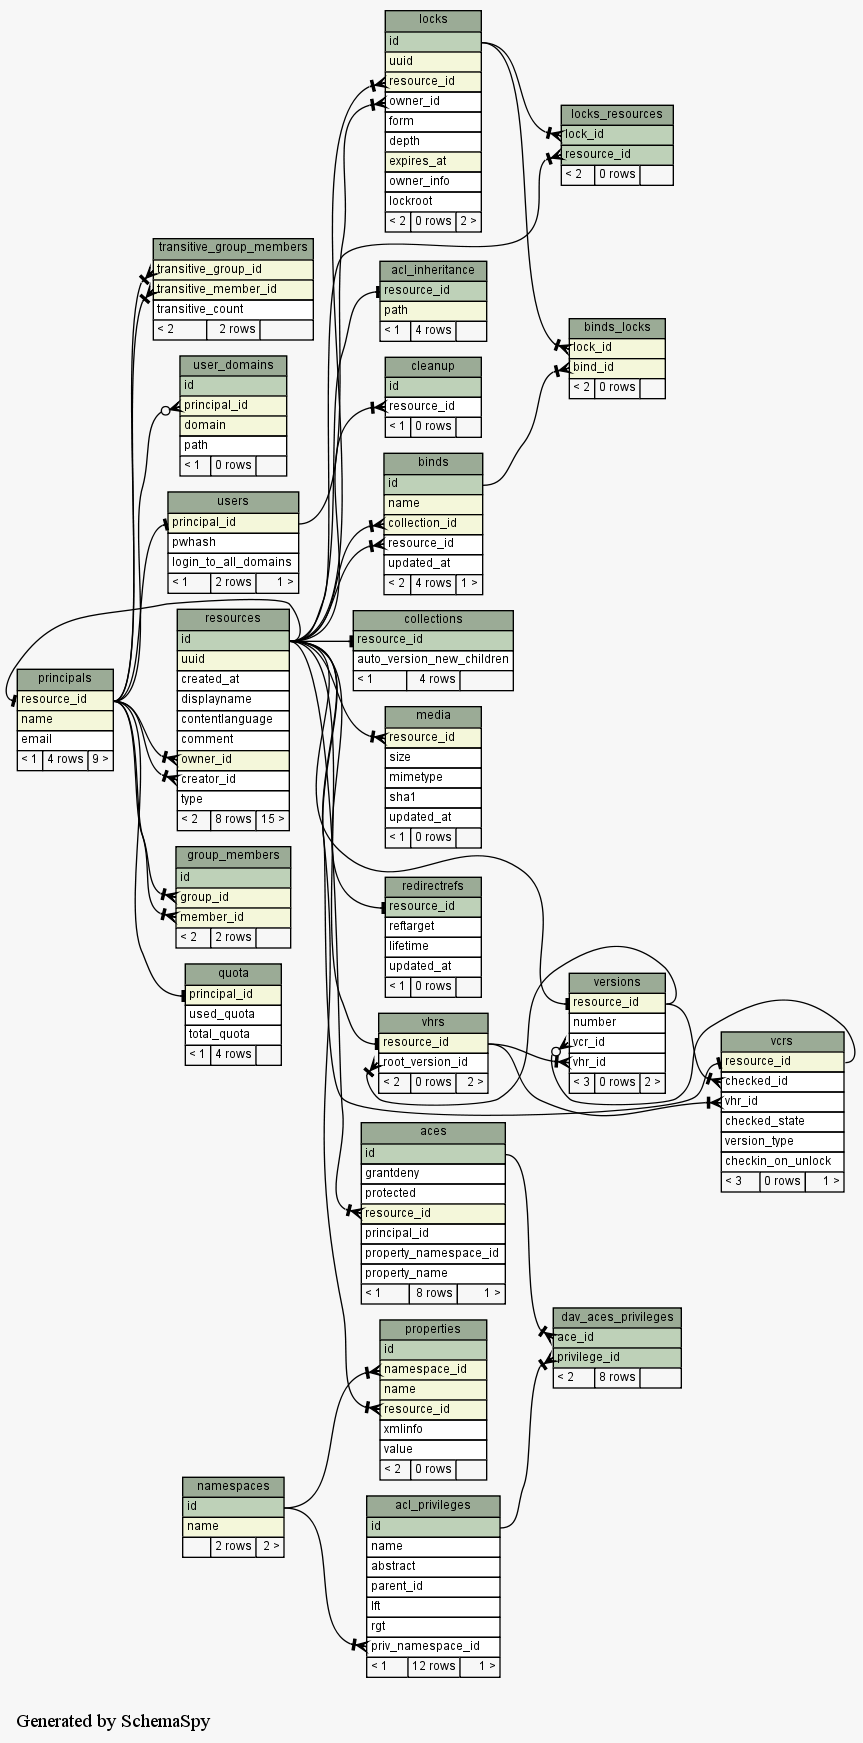 locks
id
uuid
resource_id
owner_id
form
depth
expires_at
owner_info
lockroot
< 2 0 rows 2 >
locks_resources
lock_id
resource_id
< 2 0 rows
transitive_group_members
transitive_group_id
transitive_member_id
transitive_count
< 2 2 rows
acl_inheritance
resource_id
path
< 1 4 rows
binds_locks
lock_id
bind_id
< 2 0 rows
user_domains
id
principal_id
domain
path
< 1 0 rows
cleanup
id
resource_id
< 1 0 rows
binds
id
name
collection_id
resource_id
updated_at
< 2 4 rows 1 >
users
principal_id
pwhash
login_to_all_domains
< 1 2 rows 1 >
resources
id
uuid
created_at
displayname
contentlanguage
comment
owner_id
creator_id
type
< 2 8 rows 15 >
collections
resource_id
auto_version_new_children
< 1 4 rows
principals
resource_id
name
email
< 1 4 rows 9 >
media
resource_id
size
mimetype
sha1
updated_at
< 1 0 rows
group_members
id
group_id
member_id
< 2 2 rows
redirectrefs
resource_id
reftarget
lifetime
updated_at
< 1 0 rows
quota
principal_id
used_quota
total_quota
< 1 4 rows
versions
resource_id
number
vcr_id
vhr_id
< 3 0 rows 2 >
vhrs
resource_id
root_version_id
< 2 0 rows 2 >
vcrs
resource_id
checked_id
vhr_id
checked_state
version_type
checkin_on_unlock
< 3 0 rows 1 >
aces
id
grantdeny
protected
resource_id
principal_id
property_namespace_id
property_name
< 1 8 rows 1 >
dav_aces_privileges
ace_id
privilege_id
< 2 8 rows
properties
id
namespace_id
name
resource_id
xmlinfo
value
< 2 0 rows
namespaces
id
name
2 rows 2 >
acl_privileges
id
name
abstract
parent_id
lft
rgt
priv_namespace_id
< 1 12 rows 1 >
Generated by SchemaSpy